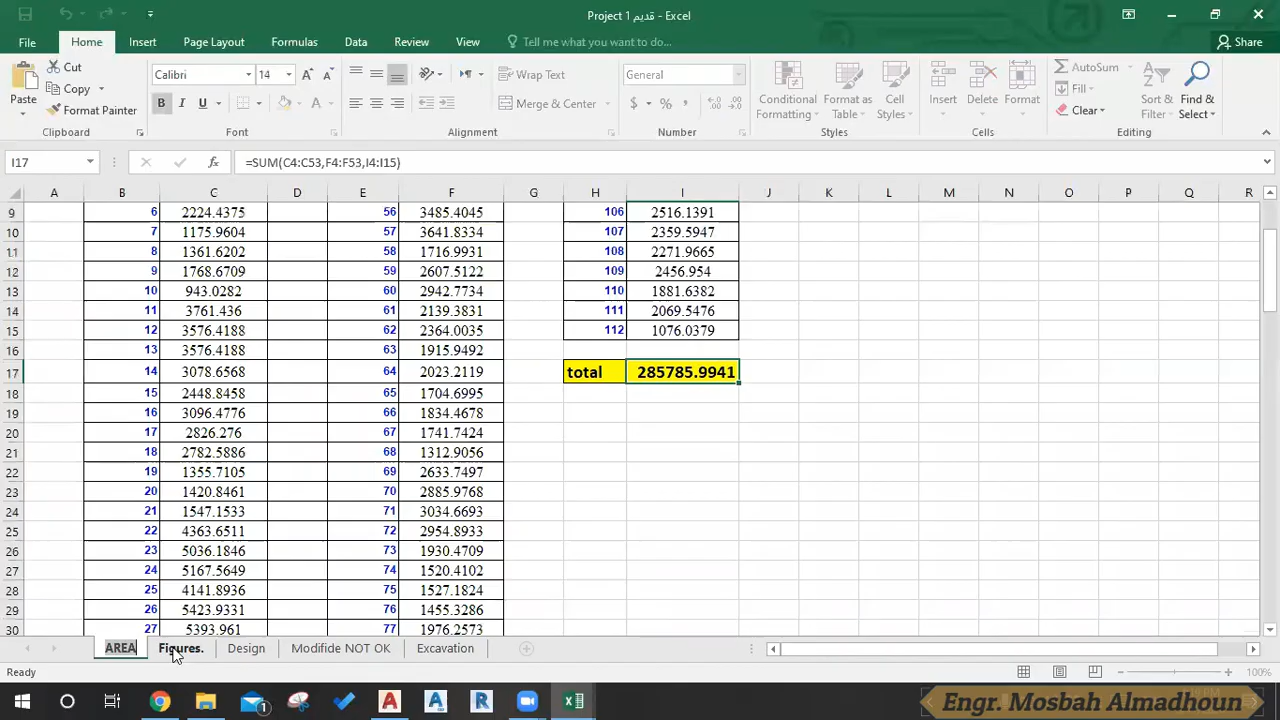 Project 1 قديم - Excel
File Home Insert Page Layout Formulas Data Review View Tell me what you want to do... Share
Paste Cut Copy Format Painter Clipboard
Calibri 14 B I U A Font
Wrap Text Merge & Center Alignment
General $ % Number
Conditional Formatting Format as Table Cell Styles Styles
Insert Delete Format Cells
AutoSum Fill Clear Sort & Filter Find & Select Editing
I17 fx =SUM(C4:C53,F4:F53,I4:I15)
A B C D E F G H I J K L M N O P Q R
9 6 2224.4375 56 3485.4045 106 2516.1391
10 7 1175.9604 57 3641.8334 107 2359.5947
11 8 1361.6202 58 1716.9931 108 2271.9665
12 9 1768.6709 59 2607.5122 109 2456.954
13 10 943.0282 60 2942.7734 110 1881.6382
14 11 3761.436 61 2139.3831 111 2069.5476
15 12 3576.4188 62 2364.0035 112 1076.0379
16 13 3576.4188 63 1915.9492
17 14 3078.6568 64 2023.2119 total 285785.9941
18 15 2448.8458 65 1704.6995
19 16 3096.4776 66 1834.4678
20 17 2826.276 67 1741.7424
21 18 2782.5886 68 1312.9056
22 19 1355.7105 69 2633.7497
23 20 1420.8461 70 2885.9768
24 21 1547.1533 71 3034.6693
25 22 4363.6511 72 2954.8933
26 23 5036.1846 73 1930.4709
27 24 5167.5649 74 1520.4102
28 25 4141.8936 75 1527.1824
29 26 5423.9331 76 1455.3286
30 27 5393.961 77 1976.2573
AREA Figures. Design Modifide NOT OK Excavation
Ready 100%
Engr. Mosbah Almadhoun